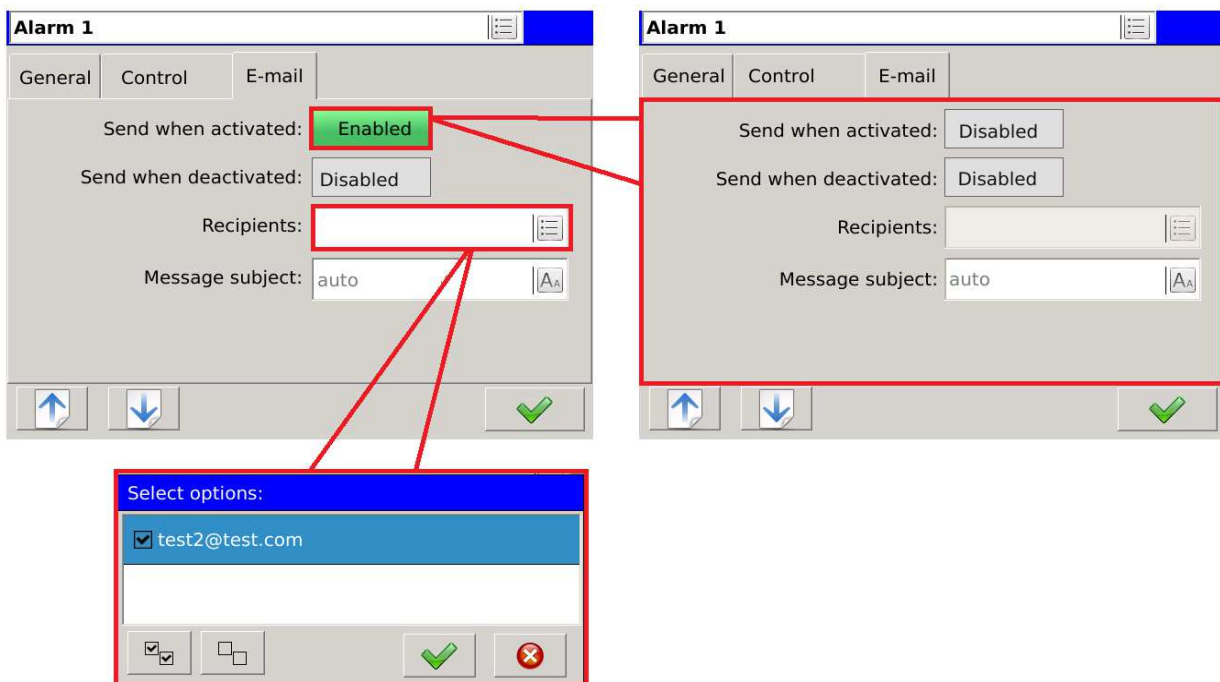 Alarm 1
General Control E-mail
Send when activated: Enabled
Send when deactivated: Disabled
Recipients:
Message subject: auto
Alarm 1
General Control E-mail
Send when activated: Disabled
Send when deactivated: Disabled
Recipients:
Message subject: auto
Select options:
test2@test.com